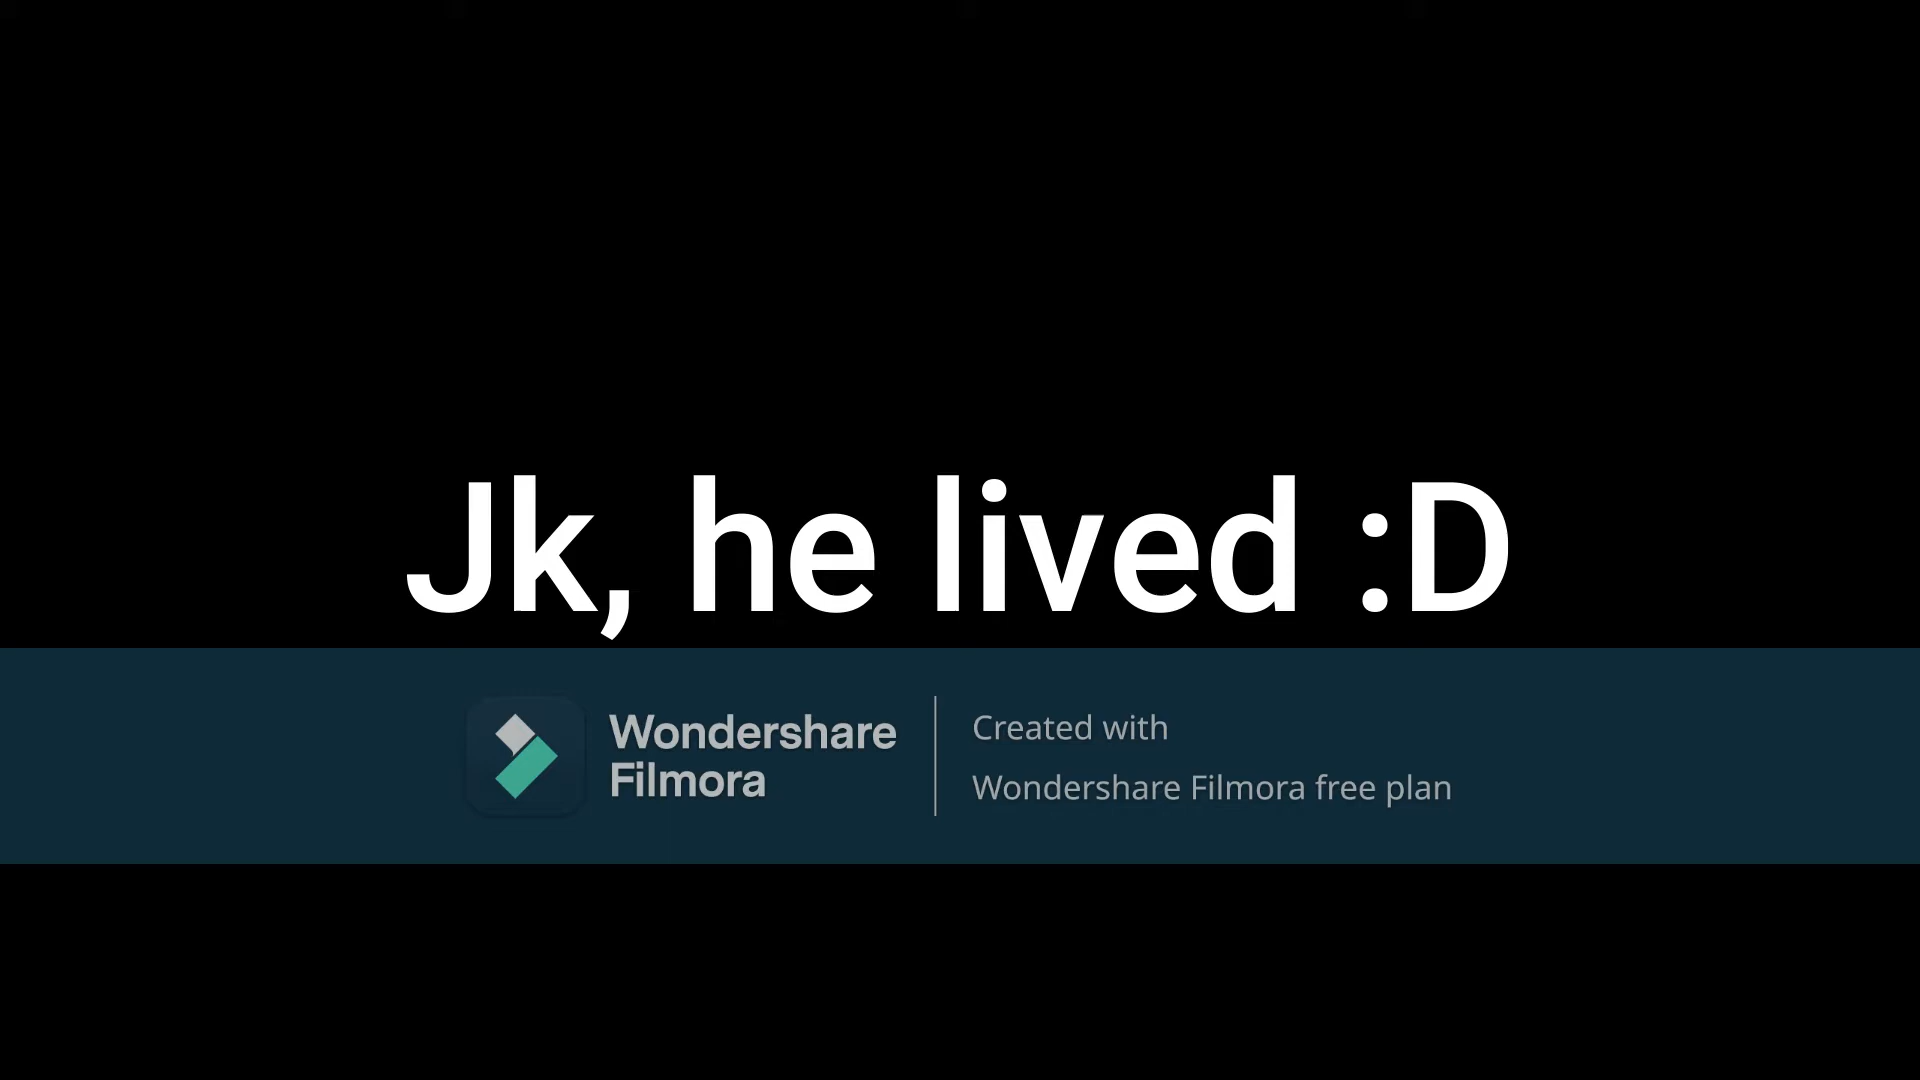 Jk, he lived :D
Wondershare
Filmora
Created with
Wondershare Filmora free plan